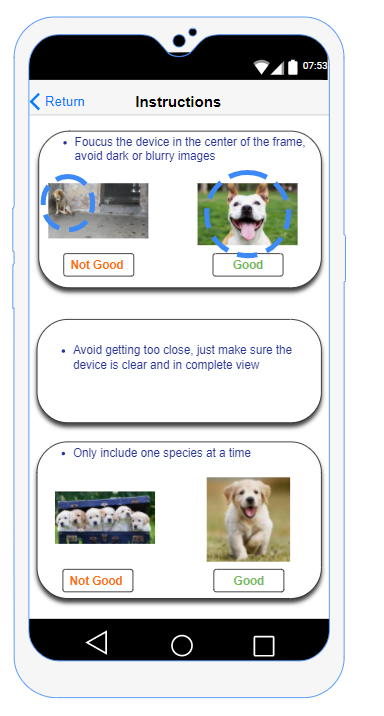 07:53
Return Instructions
• Foucus the device in the center of the frame,
avoid dark or blurry images
Not Good Good
• Avoid getting too close, just make sure the
device is clear and in complete view
• Only include one species at a time
Not Good Good